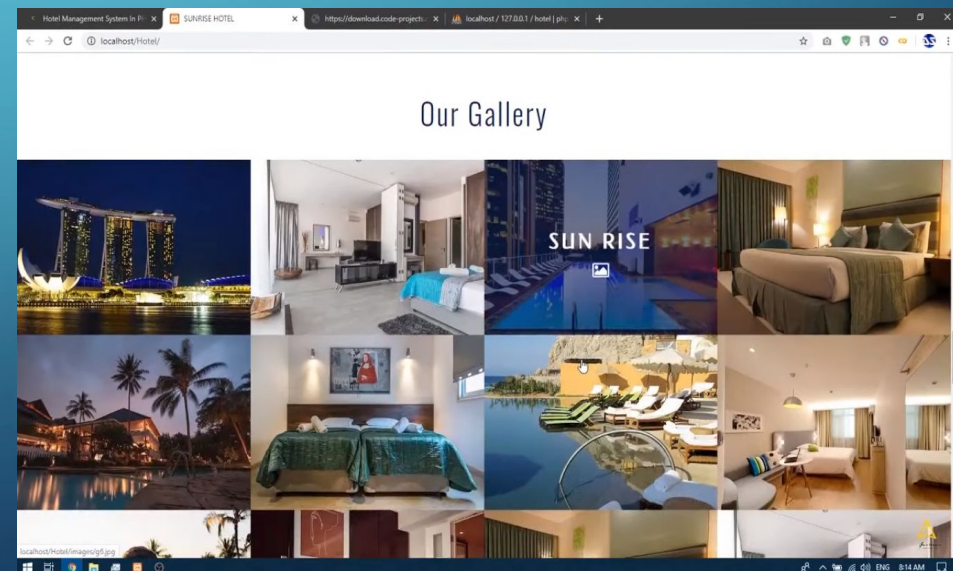 Hotel Management System In PH
SUNRISE HOTEL
https://download.code-projects.
localhost / 127.0.0.1 / hotel | php
localhost/Hotel/
Our Gallery
SUN RISE
localhost/Hotel/images/g6.jpg
ENG 8:14 AM